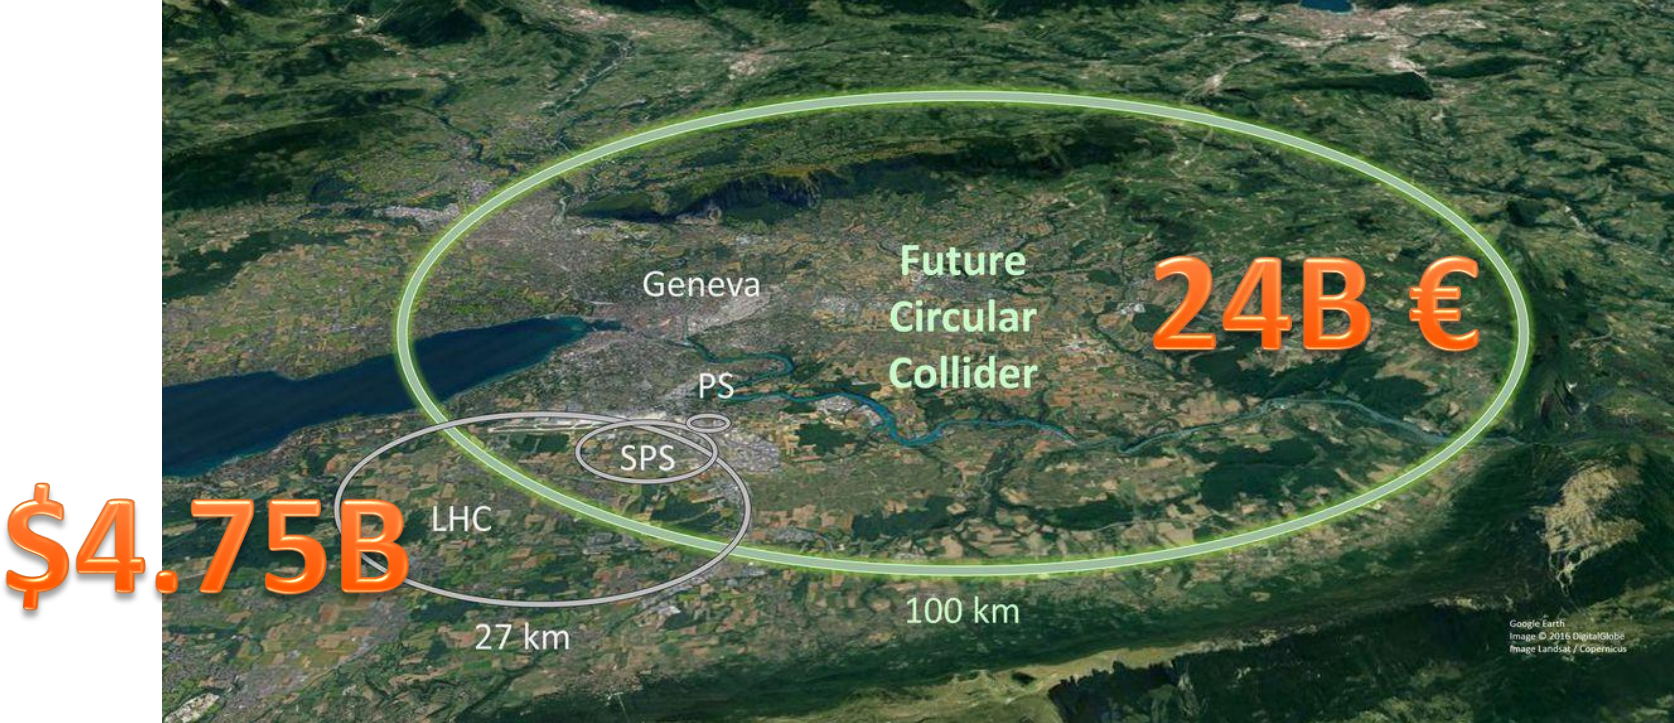 Future
Circular
Collider
24B €
Geneva
PS
SPS
LHC
$4.75B
27 km
100 km
Google Earth
Image © 2016 DigitalGlobe
Image Landsat / Copernicus